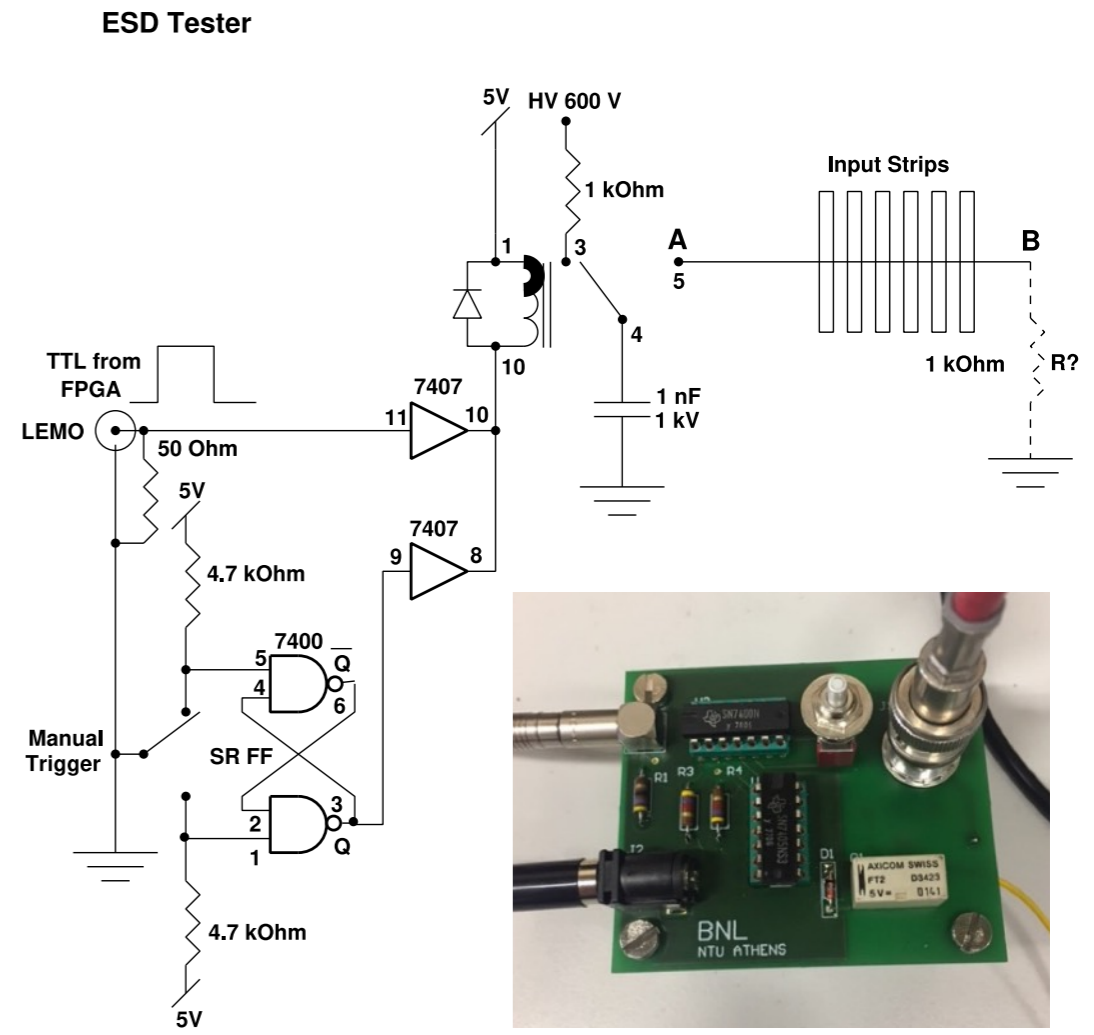 ESD Tester
5V
HV 600 V
1 kOhm
1
3
A
5
4
10
Input Strips
B
1 kOhm
R?
1 nF
1 kV
TTL from
FPGA
LEMO
50 Ohm
11
7407
10
7407
9
8
5V
4.7 kOhm
7400
5
4
Q
6
Manual
Trigger
SR FF
3
2
Q
1
4.7 kOhm
5V
SN7400N
R1
R3
R4
J2
D1
AXICOM SWISS
FT2 D3423
5V= 0141
BNL
NTU ATHENS